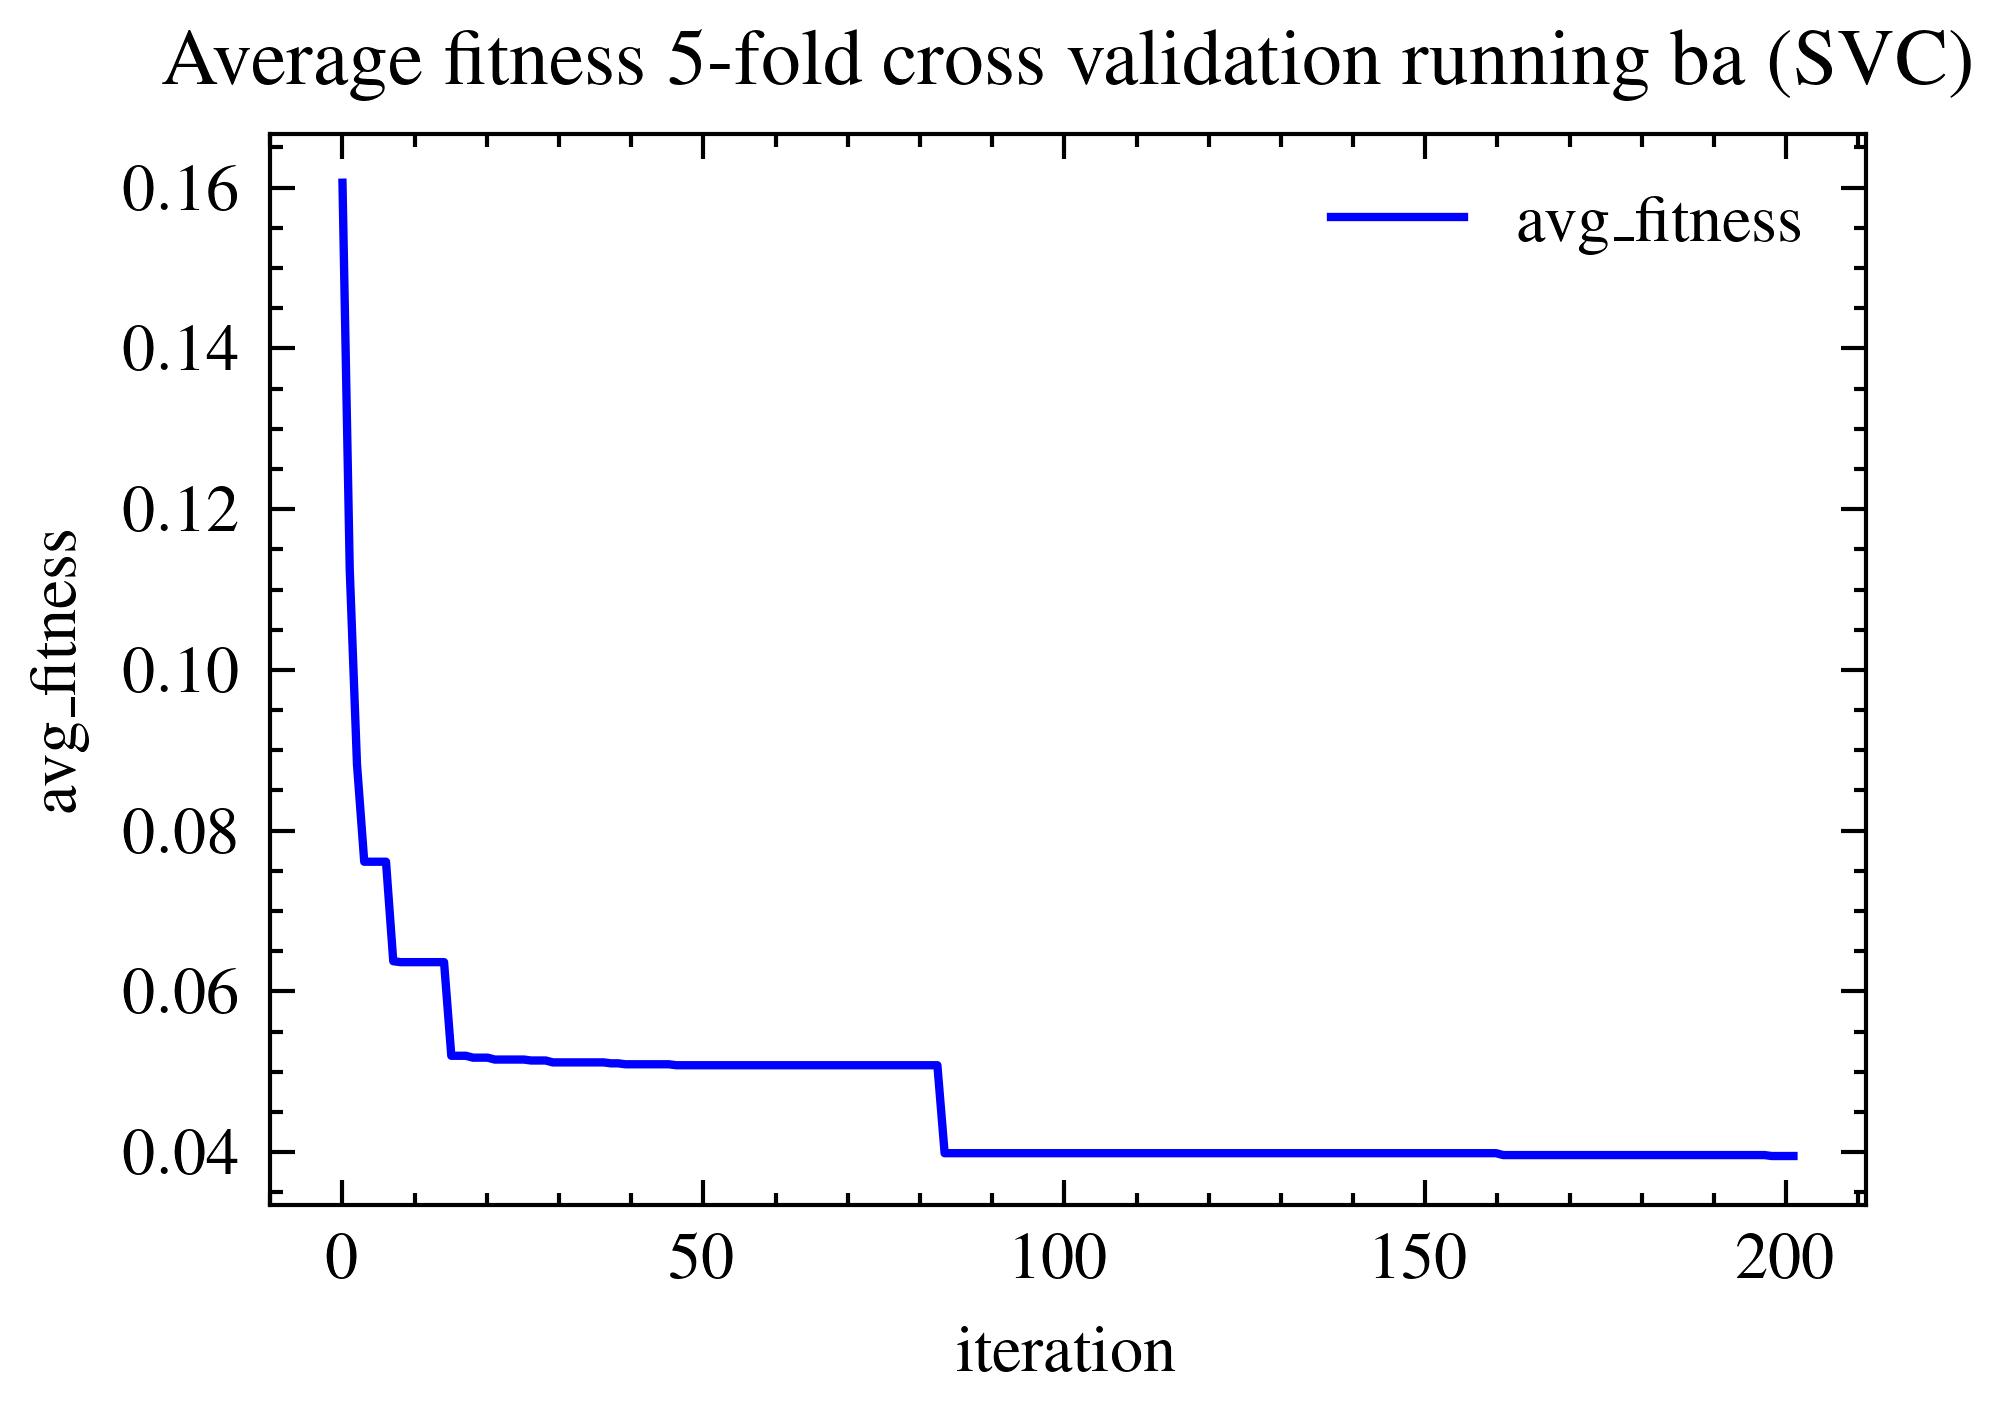 Average fitness 5-fold cross validation running ba (SVC)
avg_fitness
0.16
0.14
0.12
0.10
0.08
0.06
0.04
avg_fitness
0 50 100 150 200
iteration